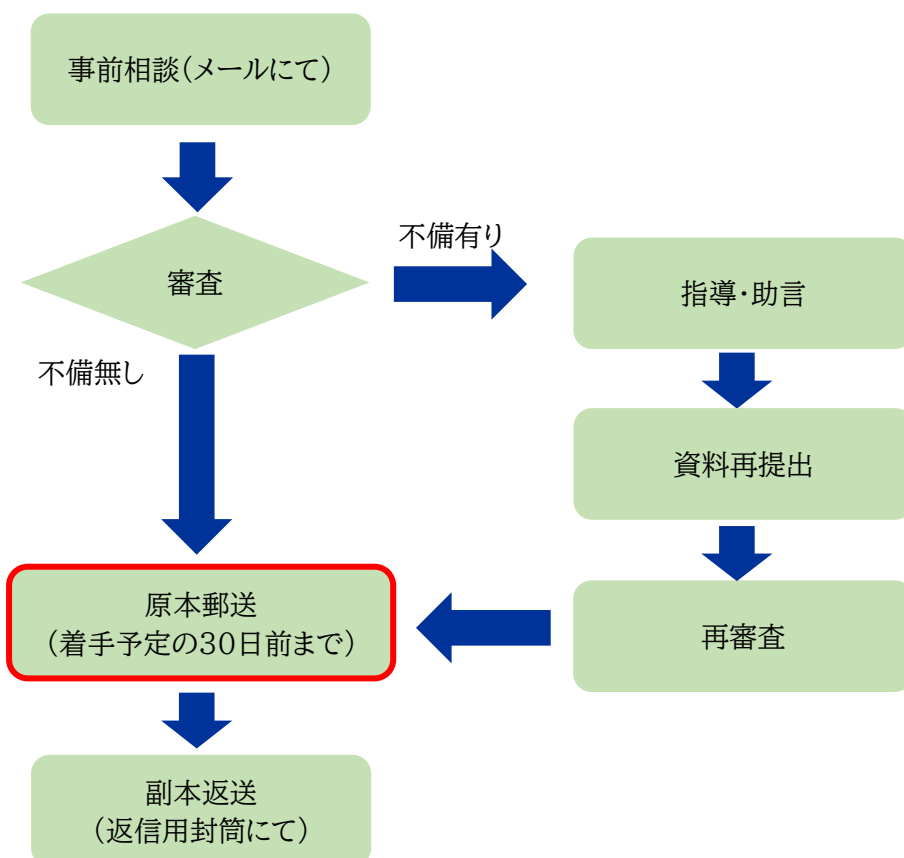 事前相談(メールにて)
審査
不備有り
指導・助言
不備無し
資料再提出
再審査
原本郵送
(着手予定の30日前まで)
副本返送
(返信用封筒にて)